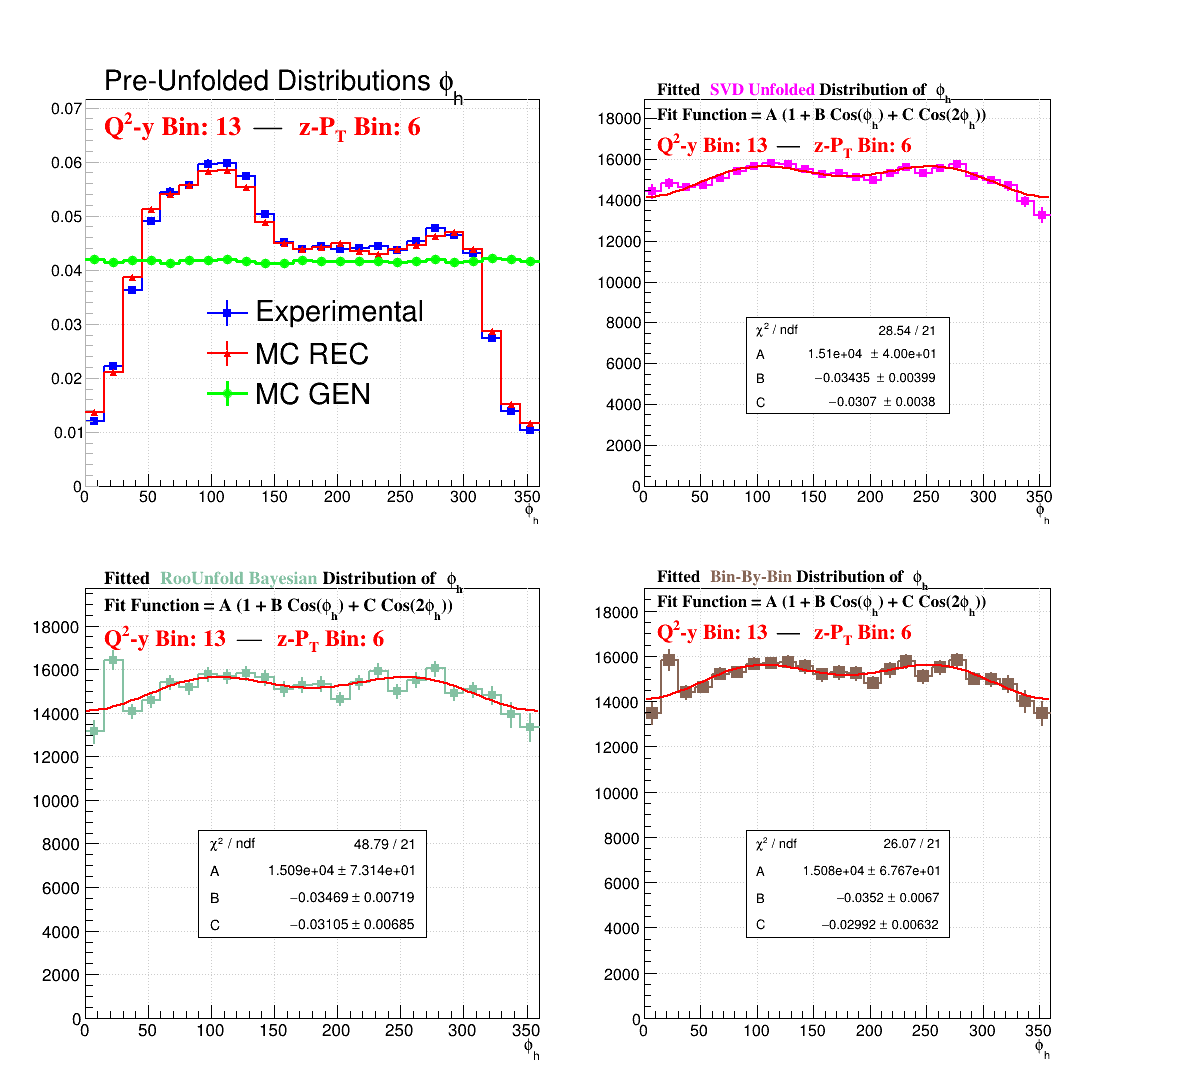 Pre-Unfolded Distributions ϕh
Q²-y Bin: 13 — z-PT Bin: 6
0.07
0.06
0.05
0.04
0.03
0.02
0.01
0
Experimental
MC REC
MC GEN
0 50 100 150 200 250 300 350
ϕh
Fitted SVD Unfolded Distribution of ϕh
Fit Function = A (1 + B Cos(ϕh) + C Cos(2ϕh))
Q²-y Bin: 13 — z-PT Bin: 6
18000
16000
14000
12000
10000
8000
6000
4000
2000
0
χ² / ndf 28.54 / 21
A 1.51e+04 ± 4.00e+01
B −0.03435 ± 0.00399
C −0.0307 ± 0.0038
0 50 100 150 200 250 300 350
ϕh
Fitted RooUnfold Bayesian Distribution of ϕh
Fit Function = A (1 + B Cos(ϕh) + C Cos(2ϕh))
Q²-y Bin: 13 — z-PT Bin: 6
18000
16000
14000
12000
10000
8000
6000
4000
2000
0
χ² / ndf 48.79 / 21
A 1.509e+04 ± 7.314e+01
B −0.03469 ± 0.00719
C −0.03105 ± 0.00685
0 50 100 150 200 250 300 350
ϕh
Fitted Bin-By-Bin Distribution of ϕh
Fit Function = A (1 + B Cos(ϕh) + C Cos(2ϕh))
Q²-y Bin: 13 — z-PT Bin: 6
18000
16000
14000
12000
10000
8000
6000
4000
2000
0
χ² / ndf 26.07 / 21
A 1.508e+04 ± 6.767e+01
B −0.0352 ± 0.0067
C −0.02992 ± 0.00632
0 50 100 150 200 250 300 350
ϕh